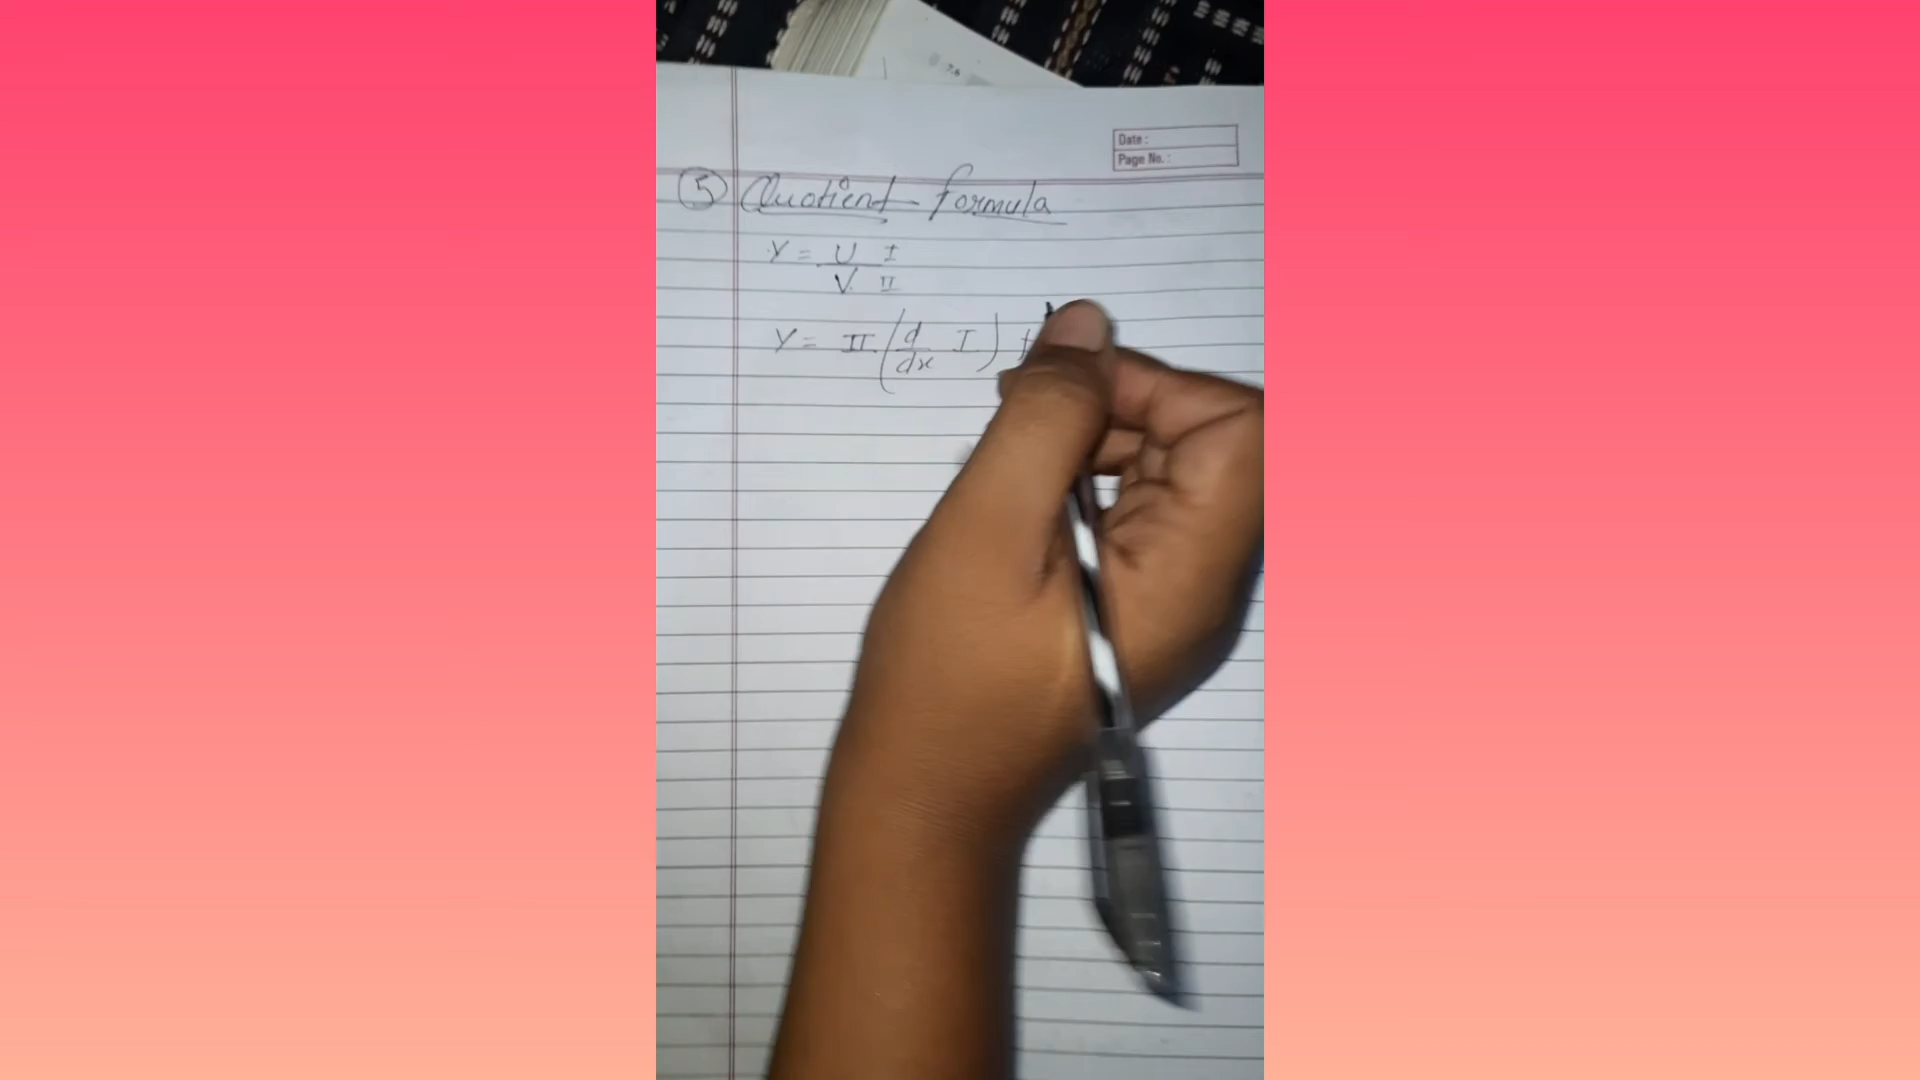 Date :
Page No. :
5 Quotient formula
Y = U I
V II
Y = II (d/dx I) +